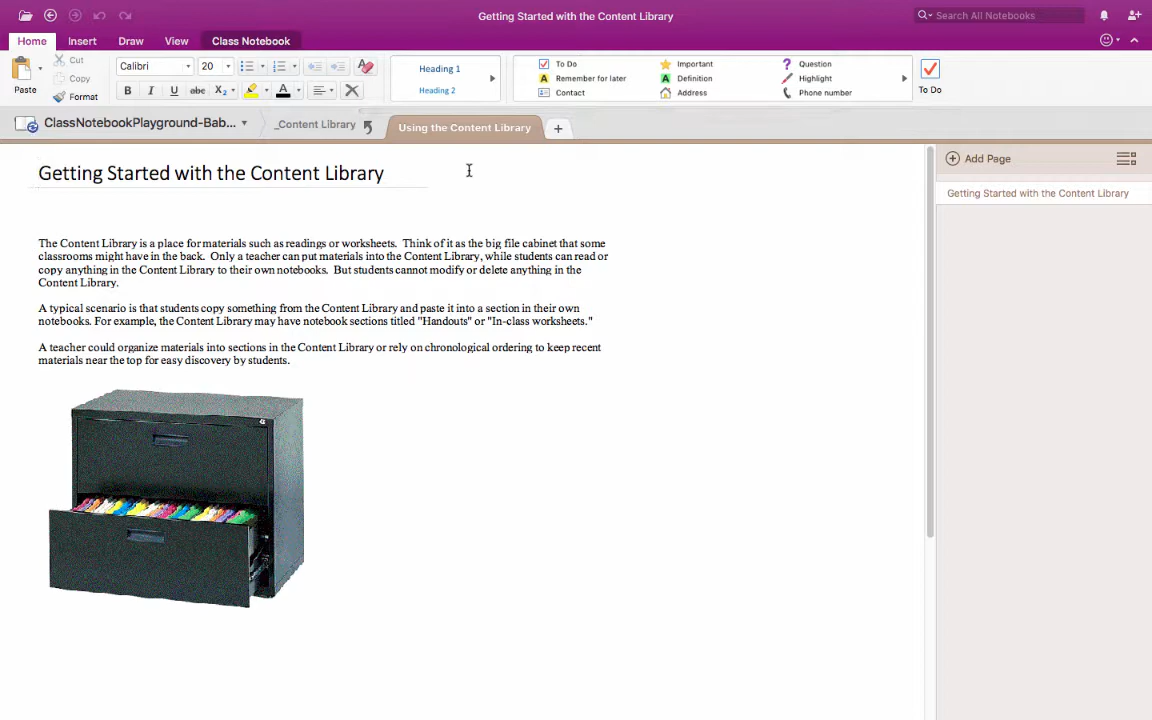 Getting Started with the Content Library
Search All Notebooks
Home Insert Draw View Class Notebook
Paste
Cut
Copy
Format
Calibri 20
B I U abc X2 A
Heading 1
Heading 2
To Do
Remember for later
Contact
Important
Definition
Address
Question
Highlight
Phone number
To Do
ClassNotebookPlayground-Bab... _Content Library Using the Content Library +
Getting Started with the Content Library
The Content Library is a place for materials such as readings or worksheets. Think of it as the big file cabinet that some
classrooms might have in the back. Only a teacher can put materials into the Content Library, while students can read or
copy anything in the Content Library to their own notebooks. But students cannot modify or delete anything in the
Content Library.
A typical scenario is that students copy something from the Content Library and paste it into a section in their own
notebooks. For example, the Content Library may have notebook sections titled "Handouts" or "In-class worksheets."
A teacher could organize materials into sections in the Content Library or rely on chronological ordering to keep recent
materials near the top for easy discovery by students.
Add Page
Getting Started with the Content Library